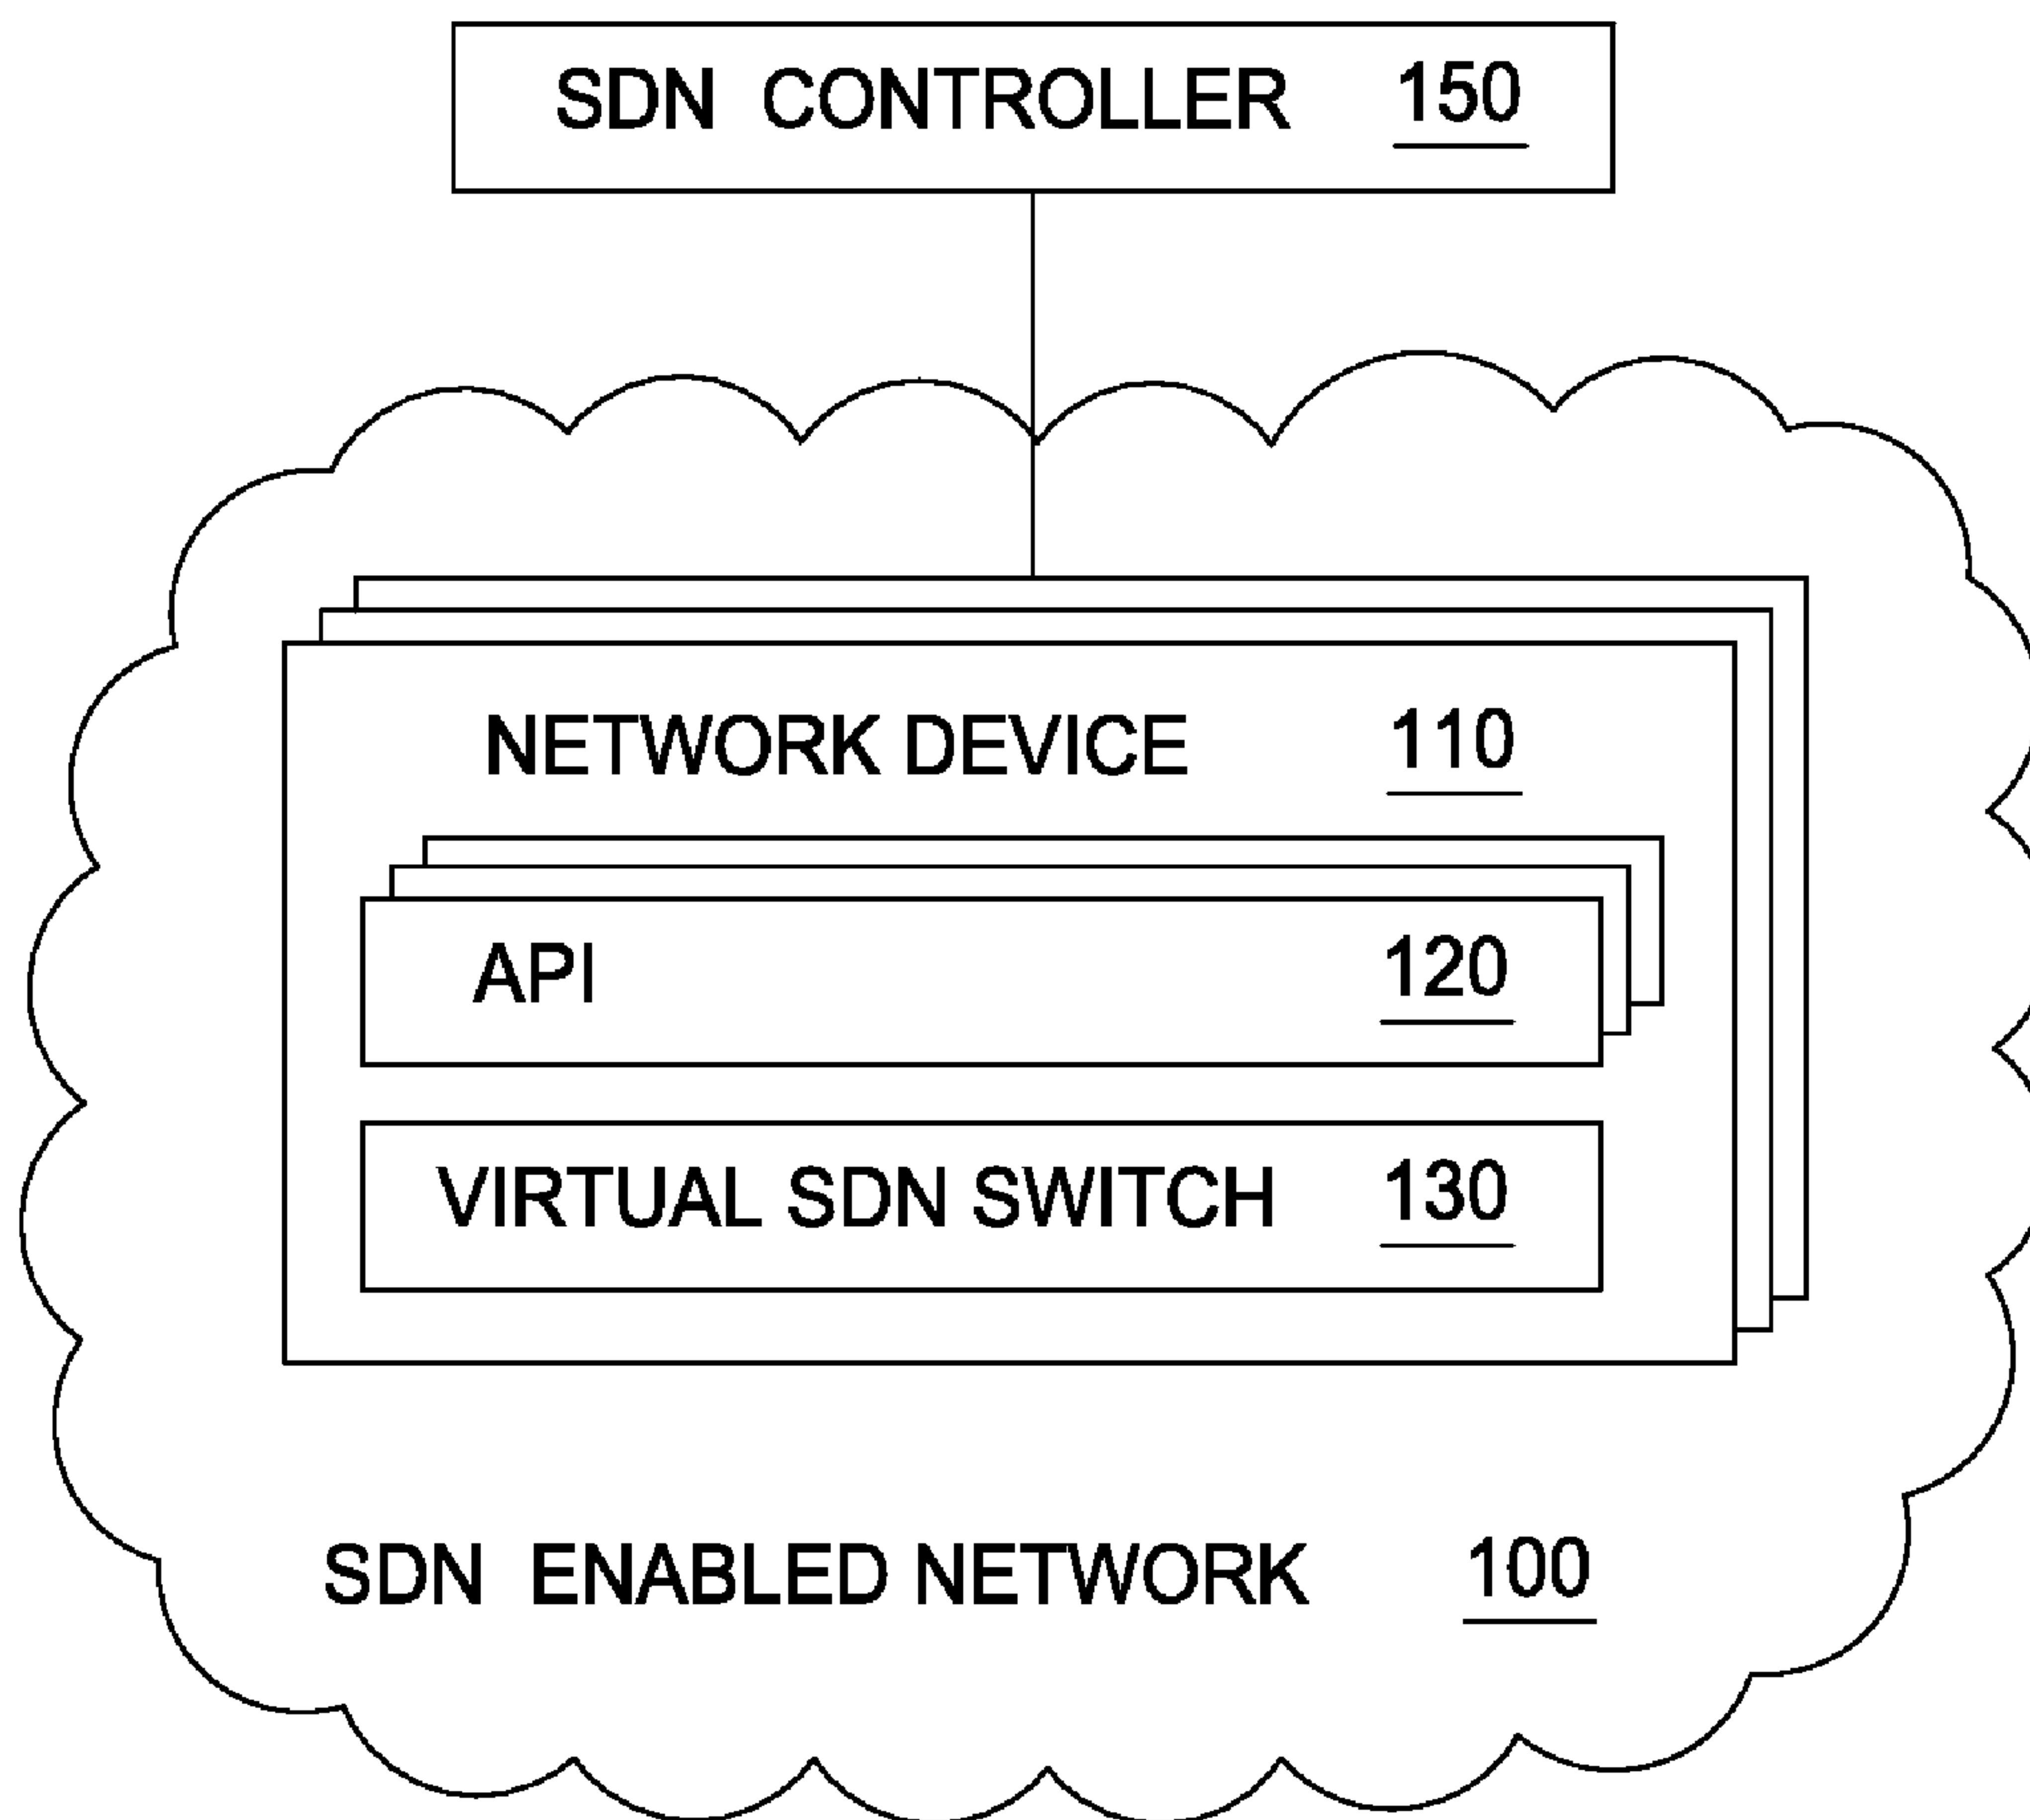 SDN CONTROLLER 150
NETWORK DEVICE 110
API 120
VIRTUAL SDN SWITCH 130
SDN ENABLED NETWORK 100